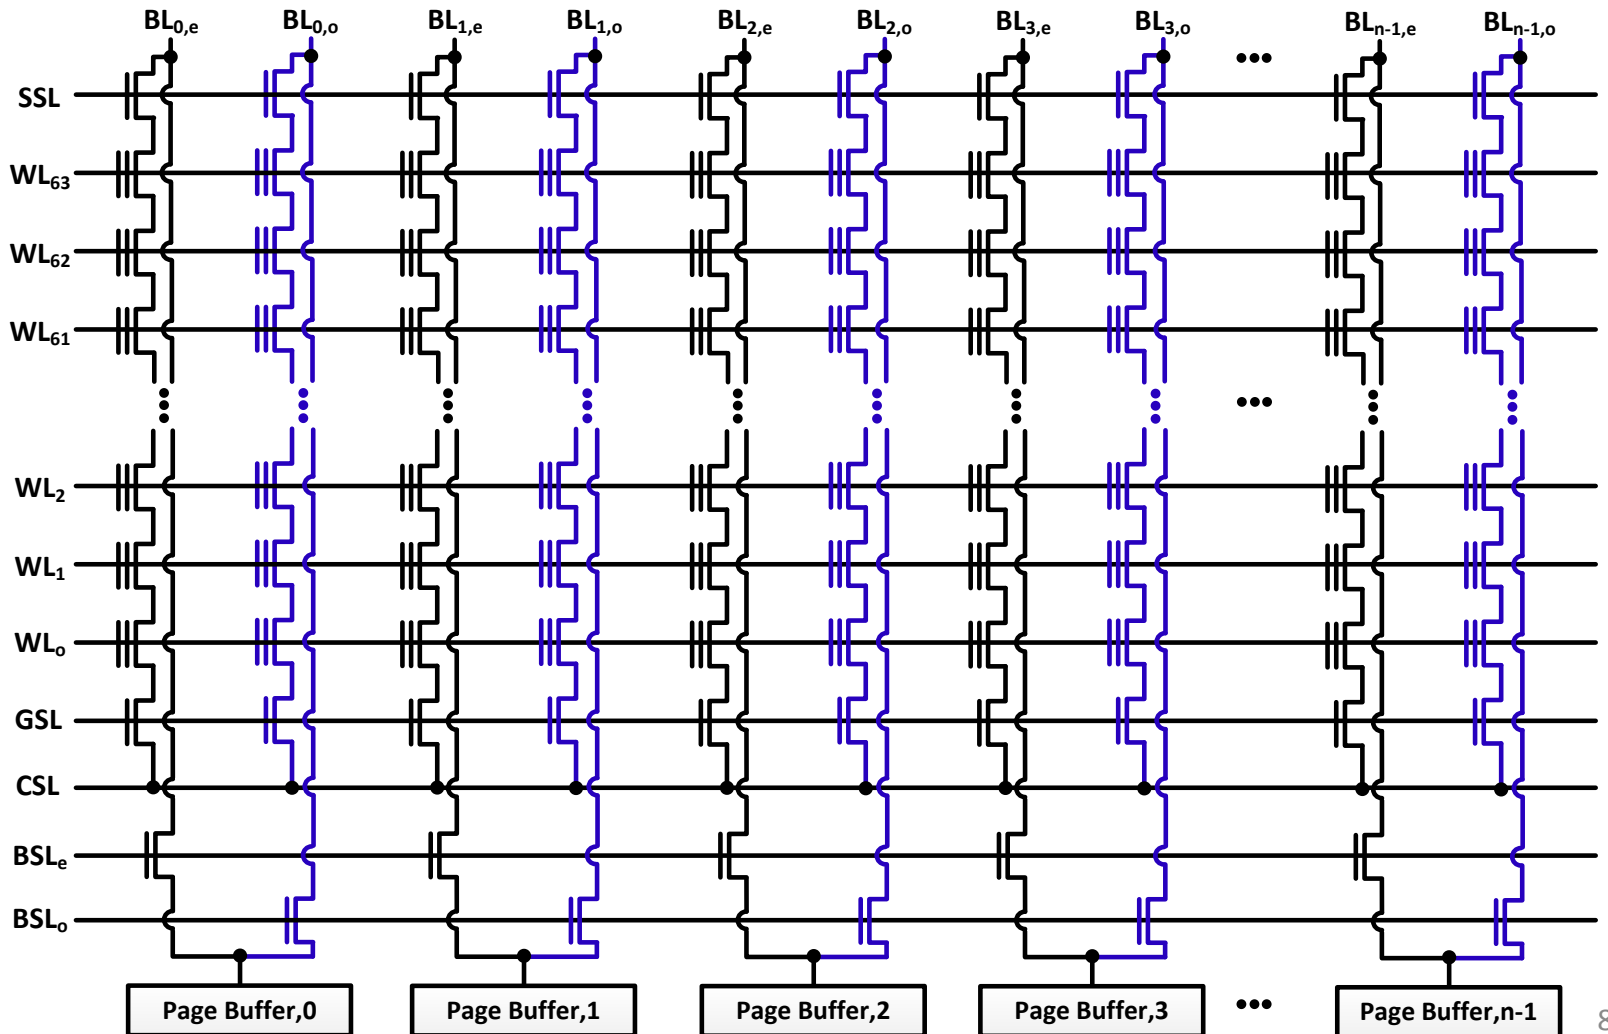 BL0,e BL0,o BL1,e BL1,o BL2,e BL2,o BL3,e BL3,o ••• BLn-1,e BLn-1,o
SSL
WL63
WL62
WL61
•••
WL2
WL1
WLo
GSL
CSL
BSLe
BSLo
Page Buffer,0 Page Buffer,1 Page Buffer,2 Page Buffer,3 ••• Page Buffer,n-1
8